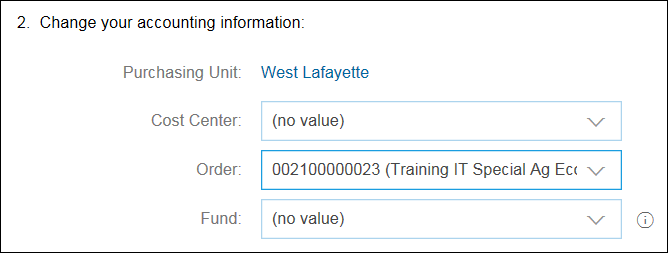 2. Change your accounting information:
Purchasing Unit: West Lafayette
Cost Center: (no value)
Order: 002100000023 (Training IT Special Ag Ecc
Fund: (no value)